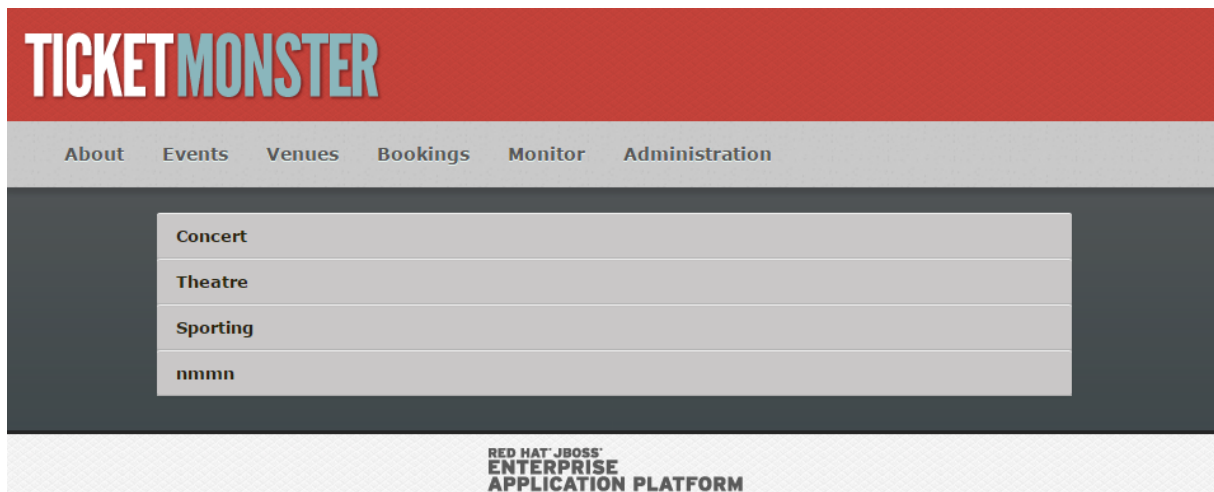 TICKETMONSTER
About Events Venues Bookings Monitor Administration
Concert
Theatre
Sporting
nmmn
RED HAT® JBOSS®
ENTERPRISE
APPLICATION PLATFORM